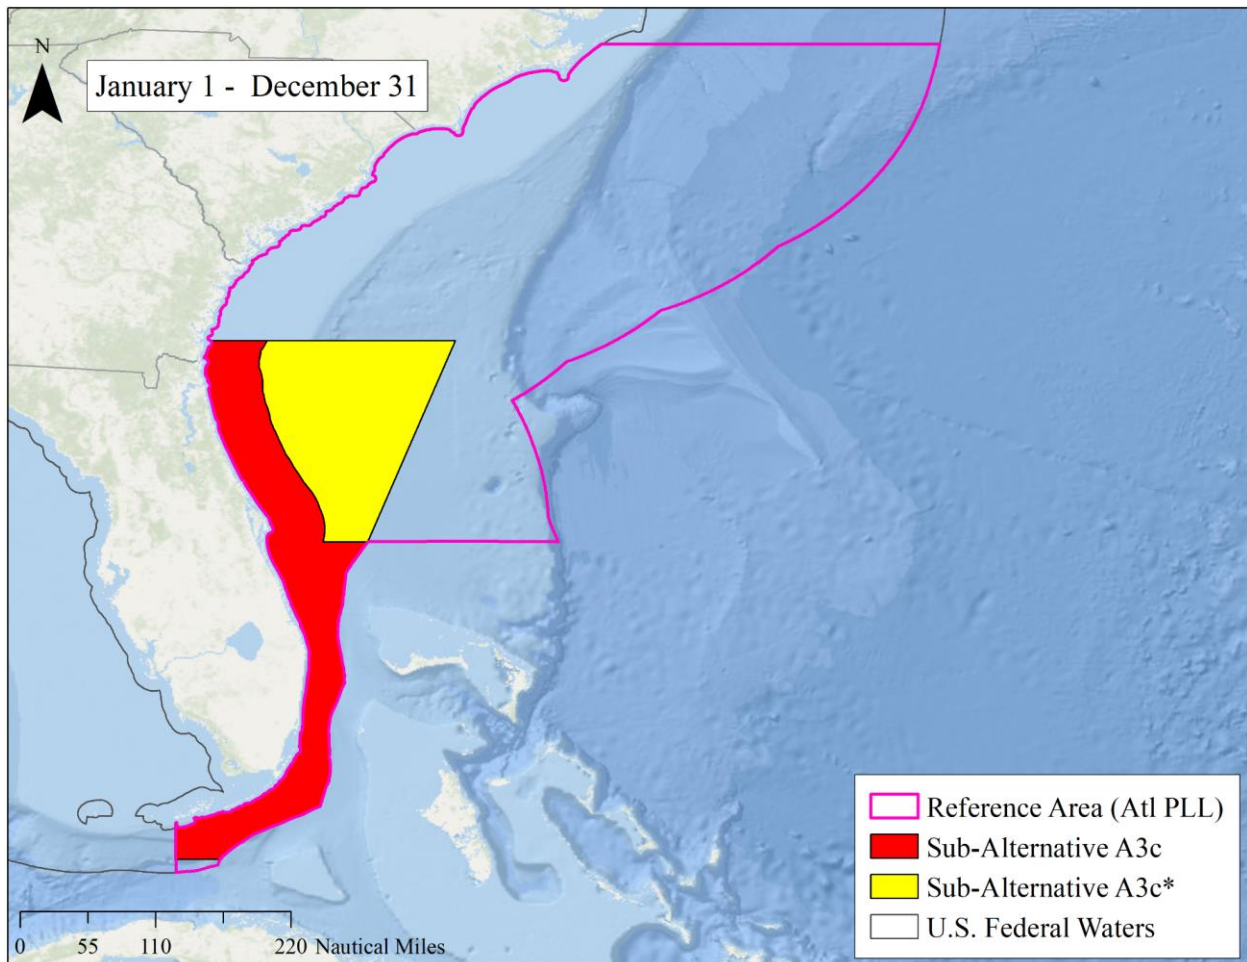 N
January 1 -  December 31
Reference Area (Atl PLL)
Sub-Alternative A3c
Sub-Alternative A3c*
U.S. Federal Waters
0 55 110 220 Nautical Miles